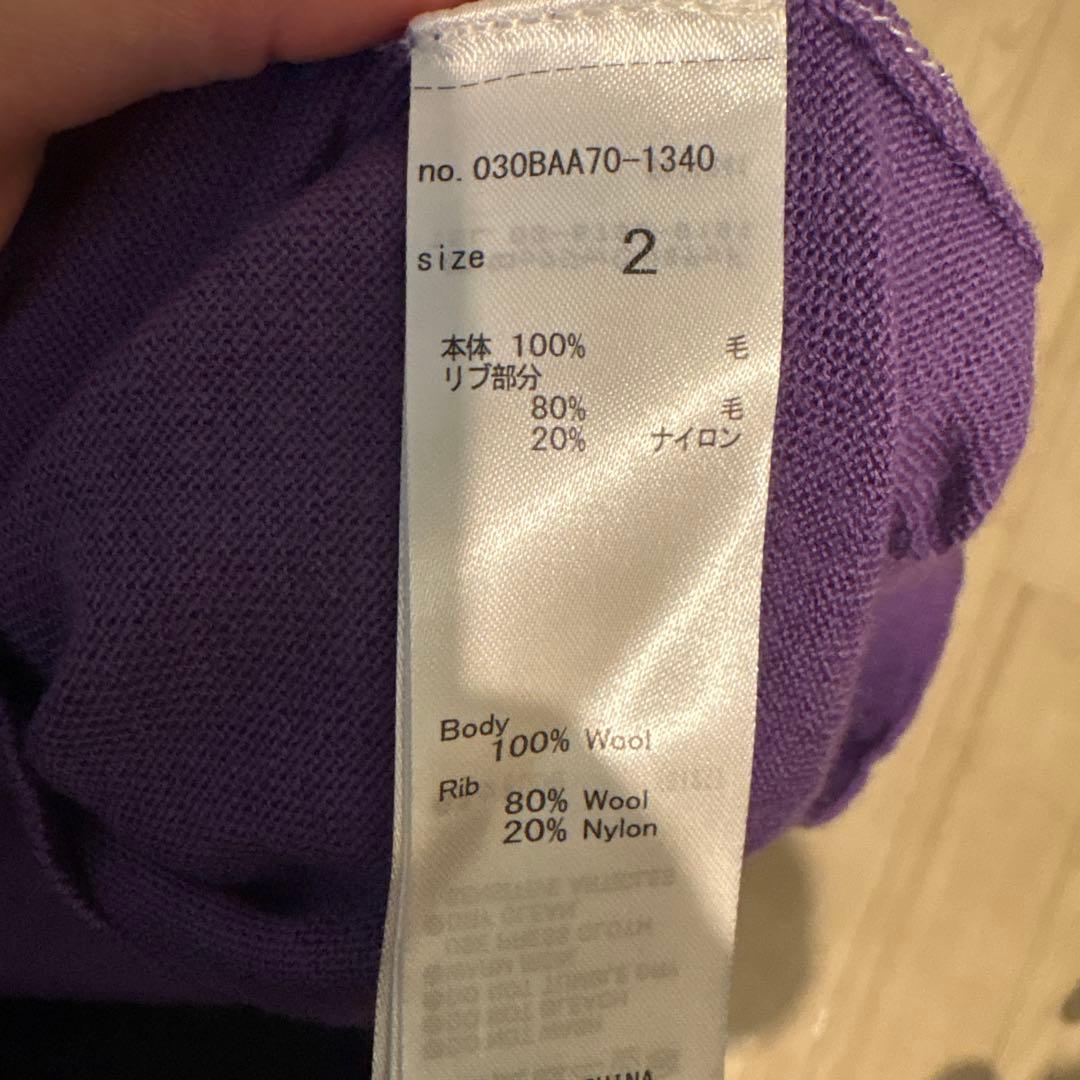 no. 030BAA70-1340
size 2
本体 100% 毛
リブ部分
80% 毛
20% ナイロン
Body
100% Wool
Rib
80% Wool
20% Nylon